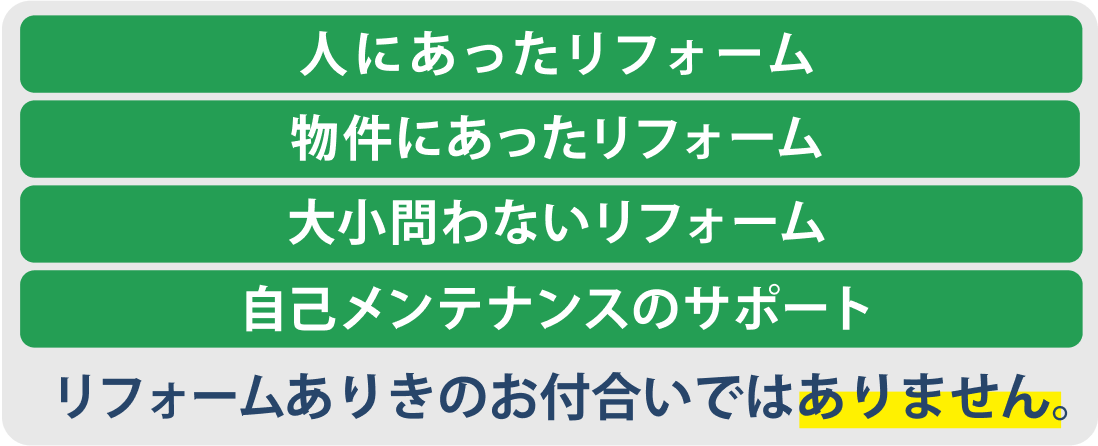 人にあったリフォーム
物件にあったリフォーム
大小問わないリフォーム
自己メンテナンスのサポート
リフォームありきのお付合いではありません。